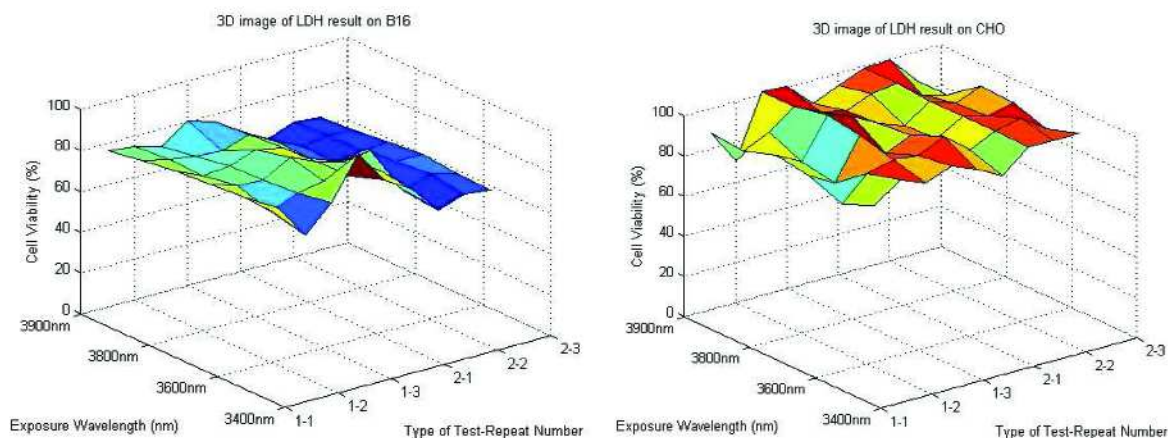 3D image of LDH result on B16
100
80
60
40
20
0
Cell Viability (%)
3900nm
3800nm
3600nm
3400nm
Exposure Wavelength (nm)
1-1
1-2
1-3
2-1
2-2
2-3
Type of Test-Repeat Number
3D image of LDH result on CHO
100
80
60
40
20
0
Cell Viability (%)
3900nm
3800nm
3600nm
3400nm
Exposure Wavelength (nm)
1-1
1-2
1-3
2-1
2-2
2-3
Type of Test-Repeat Number